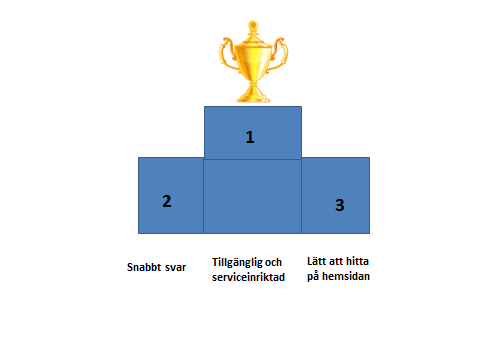 1
2
3
Snabbt svar
Tillgänglig och
serviceinriktad
Lätt att hitta
på hemsidan